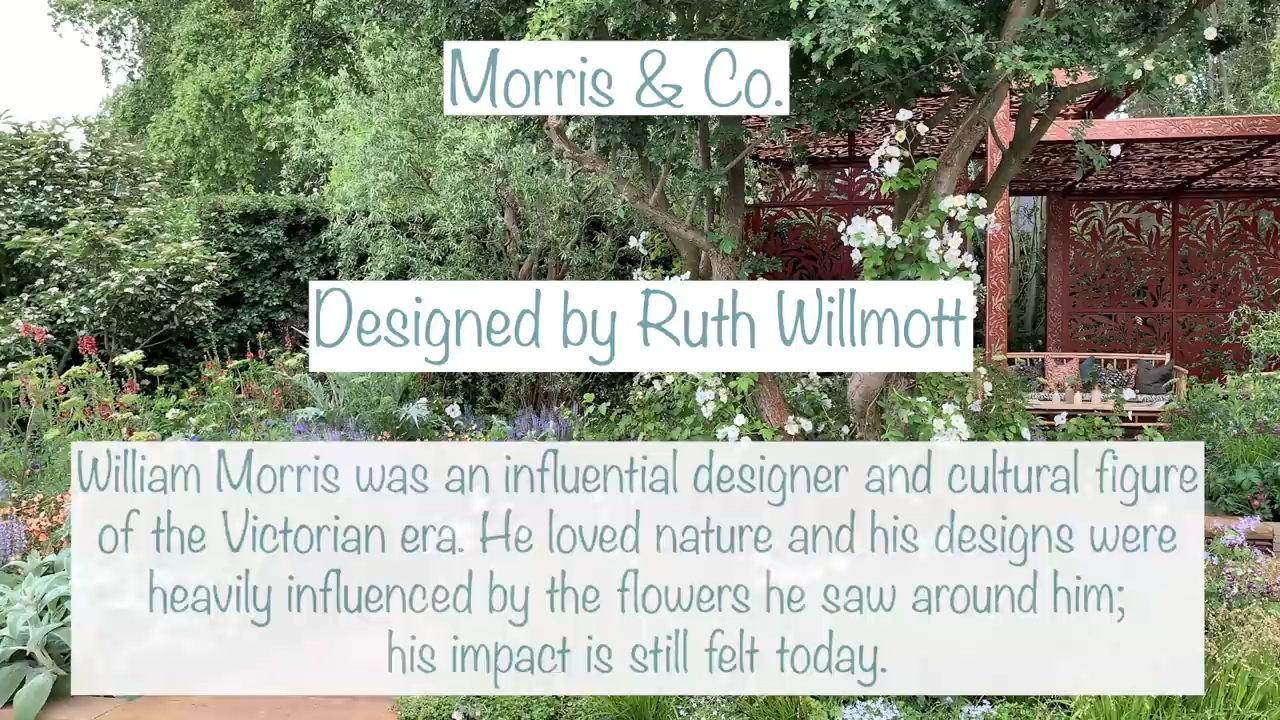 Morris & Co.
Designed by Ruth Willmott
William Morris was an influential designer and cultural figure
of the Victorian era. He loved nature and his designs were
heavily influenced by the flowers he saw around him;
his impact is still felt today.